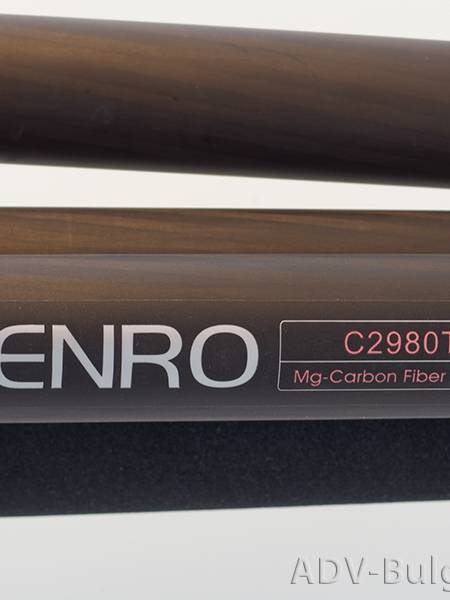 ENRO
C2980T
Mg-Carbon Fiber
ADV-Bulg